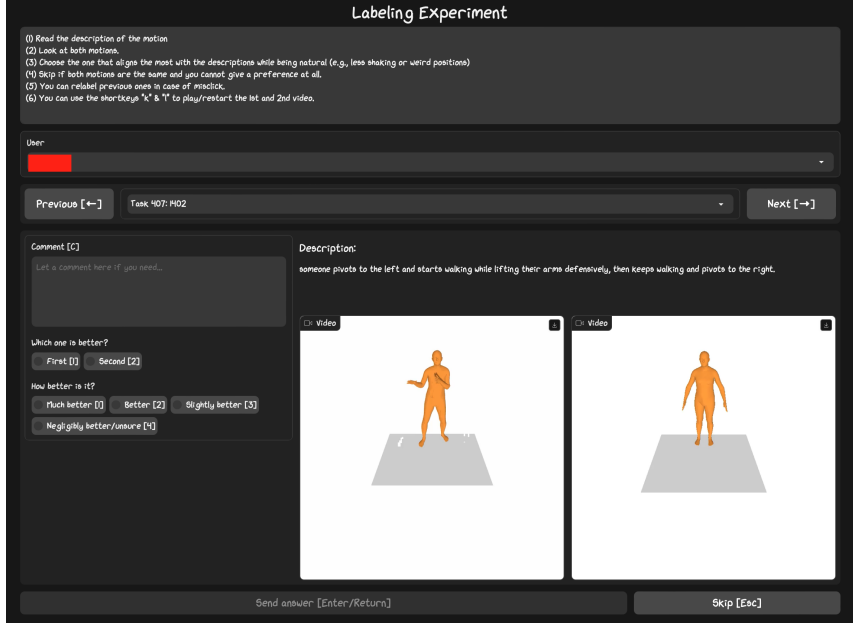 Labeling Experiment
(1) Read the description of the motion
(2) Look at both motions.
(3) Choose the one that aligns the most with the descriptions while being natural (e.g., less shaking or weird positions)
(4) Skip if both motions are the same and you cannot give a preference at all.
(5) You can relabel previous ones in case of misclick.
(6) You can use the shortkeys "k" & "l" to play/restart the 1st and 2nd video.
User
Previous [←]
Task 407: 1402
Next [→]
Comment [C]
Let a comment here if you need...
Which one is better?
First [1]
Second [2]
How better is it?
Much better [1]
Better [2]
Slightly better [3]
Negligibly better/unsure [4]
Description:
someone pivots to the left and starts walking while lifting their arms defensively, then keeps walking and pivots to the right.
Video
Video
Send answer [Enter/Return]
Skip [Esc]